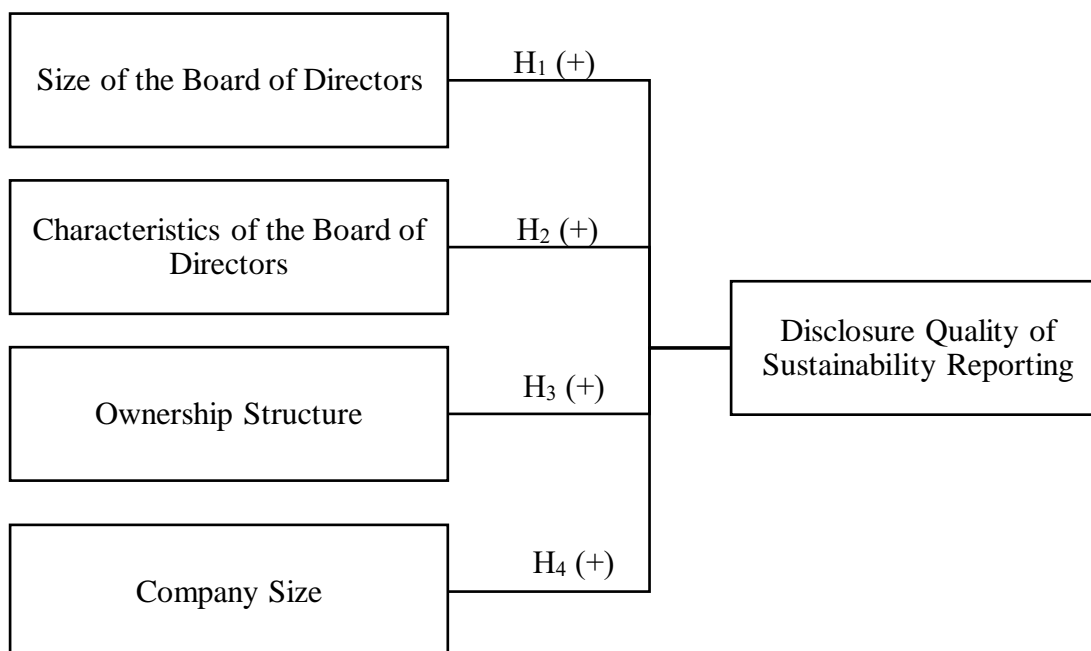 Size of the Board of Directors
H₁ (+)
Characteristics of the Board of
Directors
H₂ (+)
Disclosure Quality of
Sustainability Reporting
Ownership Structure
H₃ (+)
Company Size
H₄ (+)